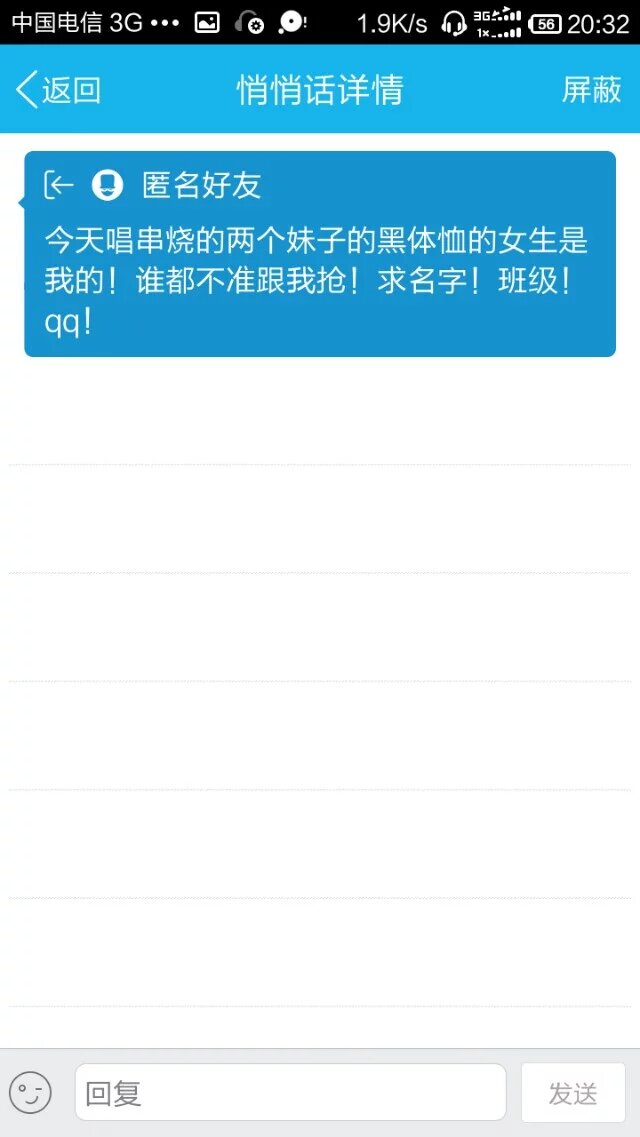 中国电信 3G ••• 1.9K/s 3G 1x 56 20:32
返回 悄悄话详情 屏蔽
匿名好友
今天唱串烧的两个妹子的黑体恤的女生是
我的！谁都不准跟我抢！求名字！班级！
qq！
回复 发送